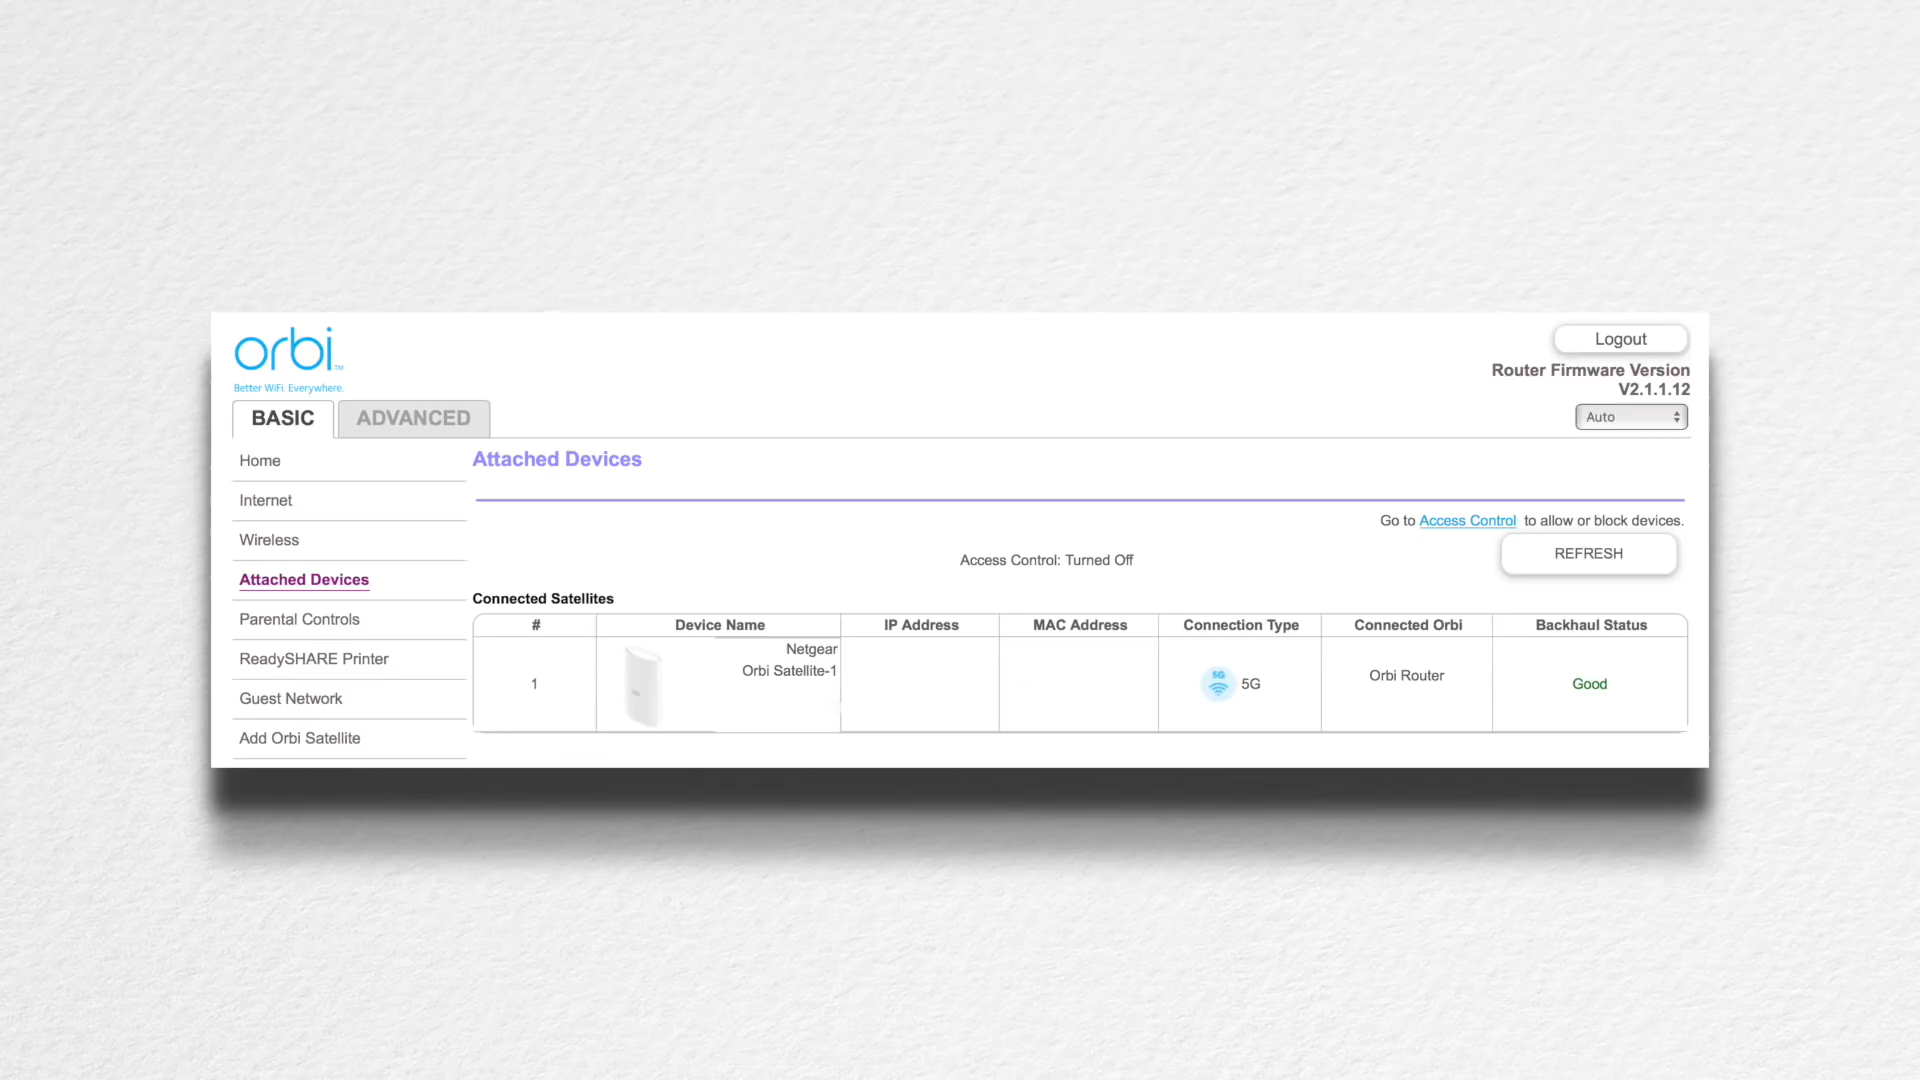 orbi™
Better WiFi. Everywhere.
Logout
Router Firmware Version
V2.1.1.12
Auto
BASIC
ADVANCED
Home
Internet
Wireless
Attached Devices
Parental Controls
ReadySHARE Printer
Guest Network
Add Orbi Satellite
Attached Devices
Go to Access Control to allow or block devices.
REFRESH
Access Control: Turned Off
Connected Satellites
# Device Name IP Address MAC Address Connection Type Connected Orbi Backhaul Status
Netgear
Orbi Satellite-1
1 5G 5G Orbi Router Good